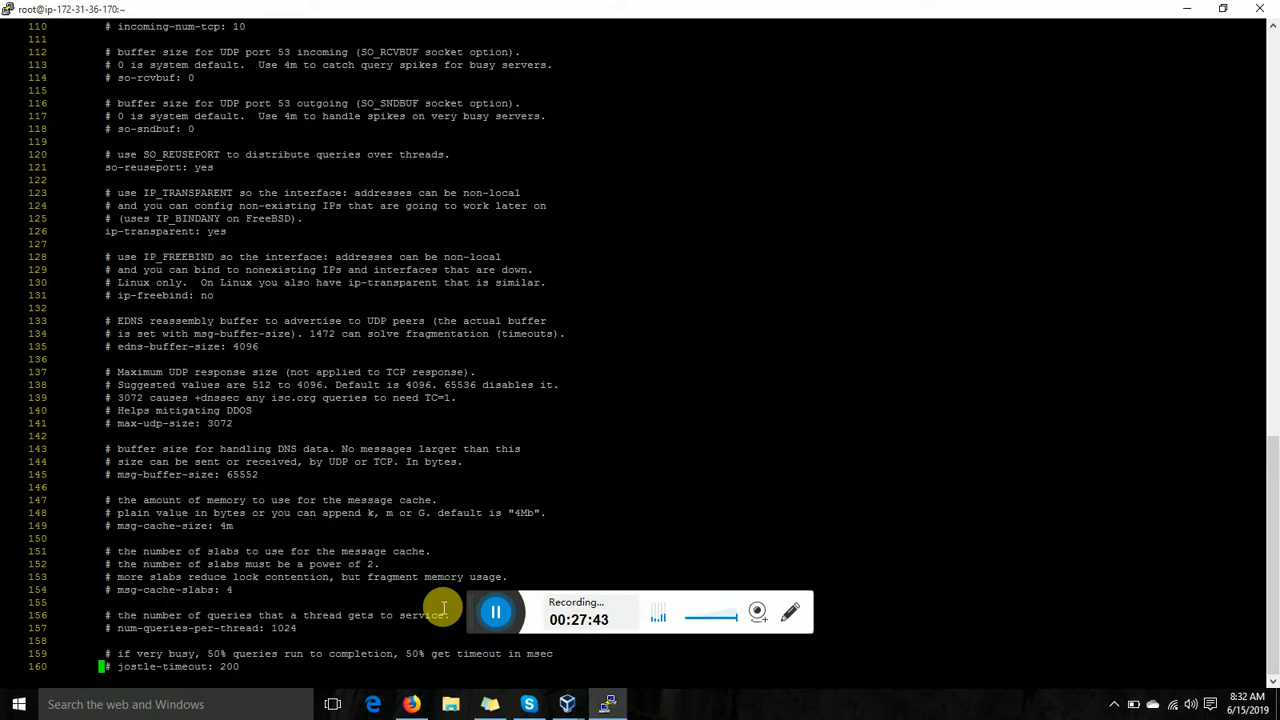 root@ip-172-31-36-170:~
110 # incoming-num-tcp: 10
111
112 # buffer size for UDP port 53 incoming (SO_RCVBUF socket option).
113 # 0 is system default. Use 4m to catch query spikes for busy servers.
114 # so-rcvbuf: 0
115
116 # buffer size for UDP port 53 outgoing (SO_SNDBUF socket option).
117 # 0 is system default. Use 4m to handle spikes on very busy servers.
118 # so-sndbuf: 0
119
120 # use SO_REUSEPORT to distribute queries over threads.
121 so-reuseport: yes
122
123 # use IP_TRANSPARENT so the interface: addresses can be non-local
124 # and you can config non-existing IPs that are going to work later on
125 # (uses IP_BINDANY on FreeBSD).
126 ip-transparent: yes
127
128 # use IP_FREEBIND so the interface: addresses can be non-local
129 # and you can bind to nonexisting IPs and interfaces that are down.
130 # Linux only. On Linux you also have ip-transparent that is similar.
131 # ip-freebind: no
132
133 # EDNS reassembly buffer to advertise to UDP peers (the actual buffer
134 # is set with msg-buffer-size). 1472 can solve fragmentation (timeouts).
135 # edns-buffer-size: 4096
136
137 # Maximum UDP response size (not applied to TCP response).
138 # Suggested values are 512 to 4096. Default is 4096. 65536 disables it.
139 # 3072 causes +dnssec any isc.org queries to need TC=1.
140 # Helps mitigating DDOS
141 # max-udp-size: 3072
142
143 # buffer size for handling DNS data. No messages larger than this
144 # size can be sent or received, by UDP or TCP. In bytes.
145 # msg-buffer-size: 65552
146
147 # the amount of memory to use for the message cache.
148 # plain value in bytes or you can append k, m or G. default is "4Mb".
149 # msg-cache-size: 4m
150
151 # the number of slabs to use for the message cache.
152 # the number of slabs must be a power of 2.
153 # more slabs reduce lock contention, but fragment memory usage.
154 # msg-cache-slabs: 4
155
156 # the number of queries that a thread gets to service.
157 # num-queries-per-thread: 1024
158
159 # if very busy, 50% queries run to completion, 50% get timeout in msec
160 # jostle-timeout: 200
Recording...
00:27:43
Search the web and Windows
8:32 AM
6/15/2019